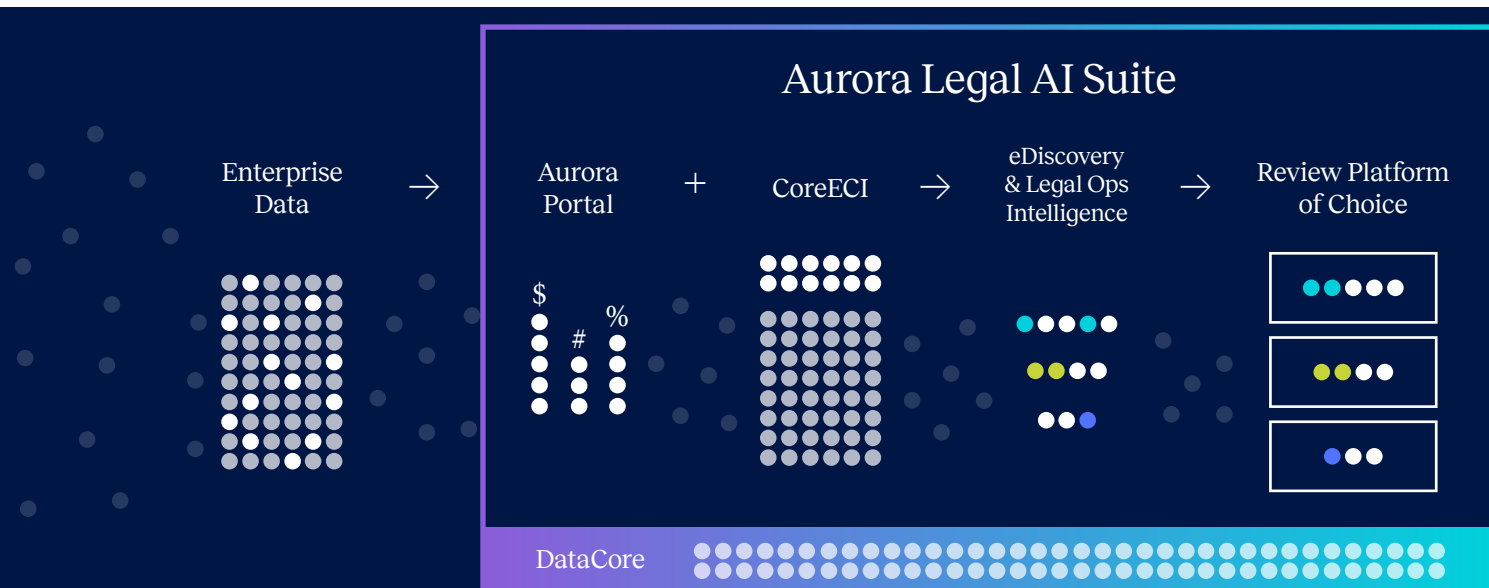 Aurora Legal AI Suite
Enterprise
Data
→
Aurora
Portal
+
CoreECI
→
eDiscovery
& Legal Ops
Intelligence
→
Review Platform
of Choice
$
#
%
DataCore